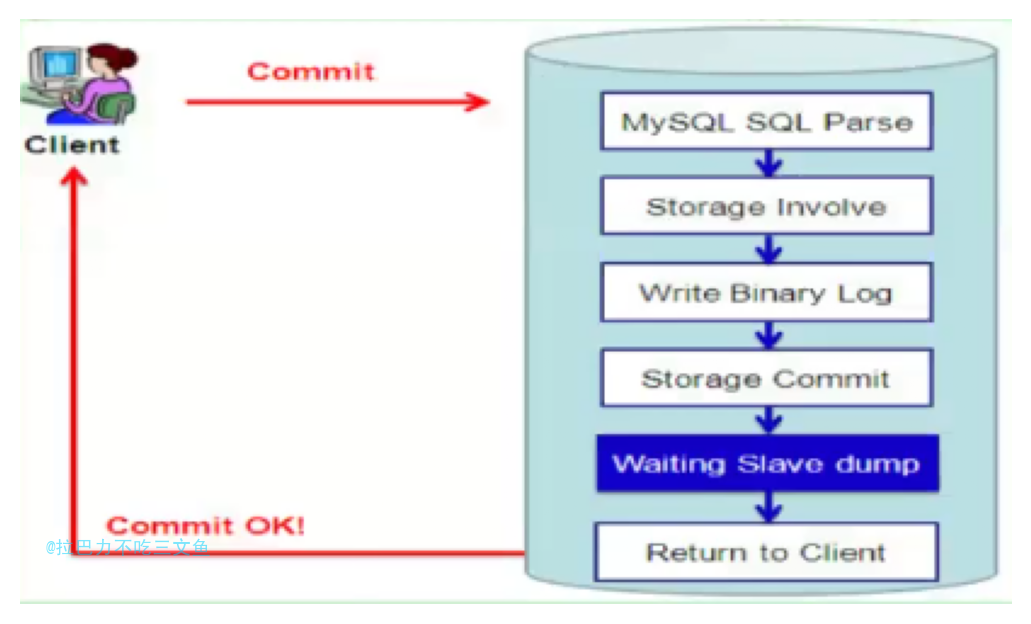 Commit
MySQL SQL Parse
Client
Storage Involve
Write Binary Log
Storage Commit
Waiting Slave dump
Commit OK!
@拉巴力不吃三文鱼
Return to Client